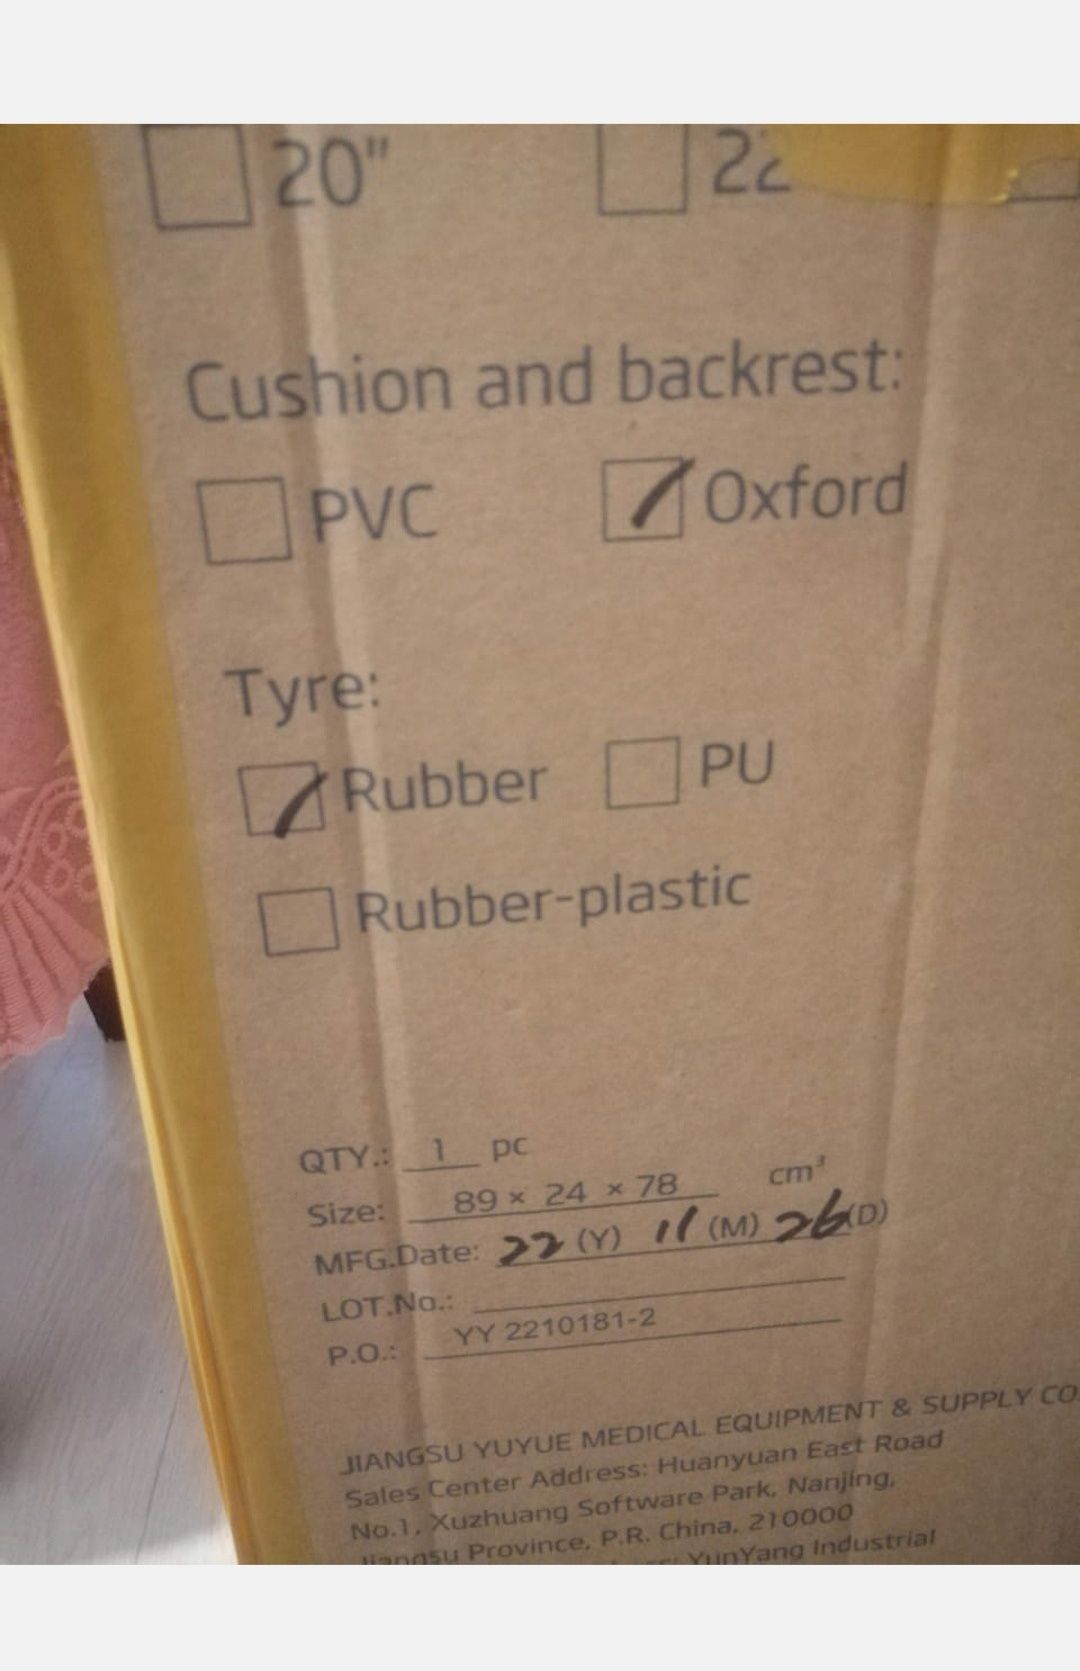 20"
Cushion and backrest:
PVC Oxford
Tyre:
Rubber PU
Rubber-plastic
QTY.: 1 pc
Size: 89 × 24 × 78 cm³
MFG.Date: 22 (Y) 11 (M) 26 (D)
LOT.No.:
P.O.: YY 2210181-2
JIANGSU YUYUE MEDICAL EQUIPMENT & SUPPLY CO
Sales Center Address: Huanyuan East Road
No.1, Xuzhuang Software Park, Nanjing,
Jiangsu Province, P.R. China, 210000
YunYang Industrial